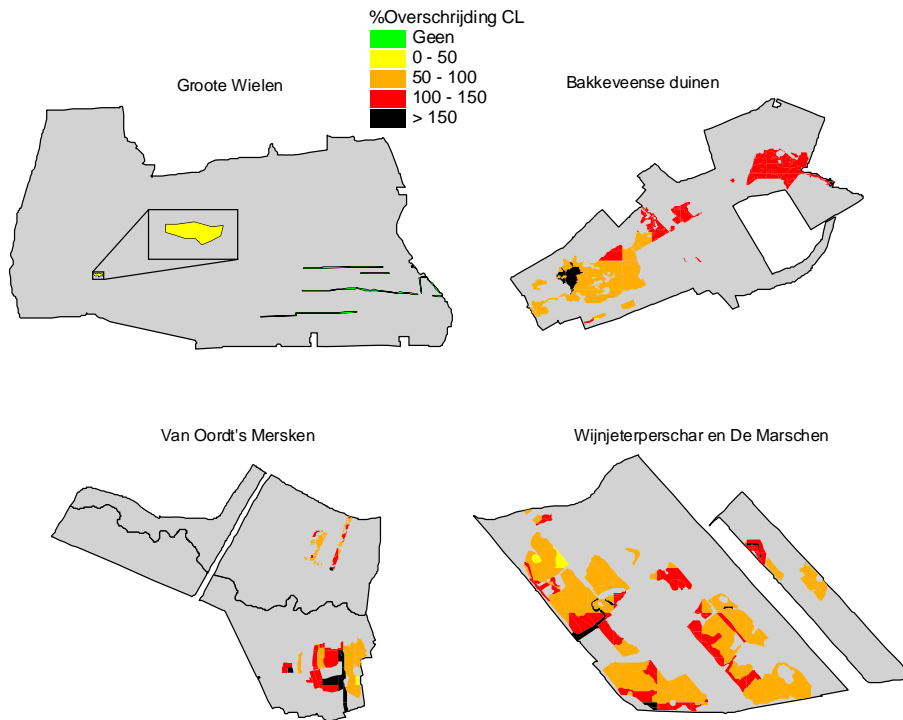 %Overschrijding CL
Geen
0 - 50
50 - 100
100 - 150
> 150
Groote Wielen
Bakkeveense duinen
Van Oordt's Mersken
Wijnjeterperschar en De Marschen